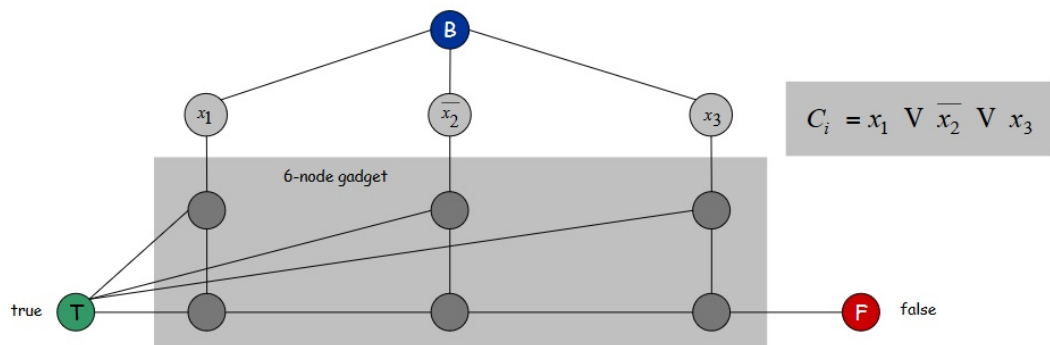 B
x₁ x̅₂ x₃
Cᵢ = x₁ V x̅₂ V x₃
6-node gadget
true T F false